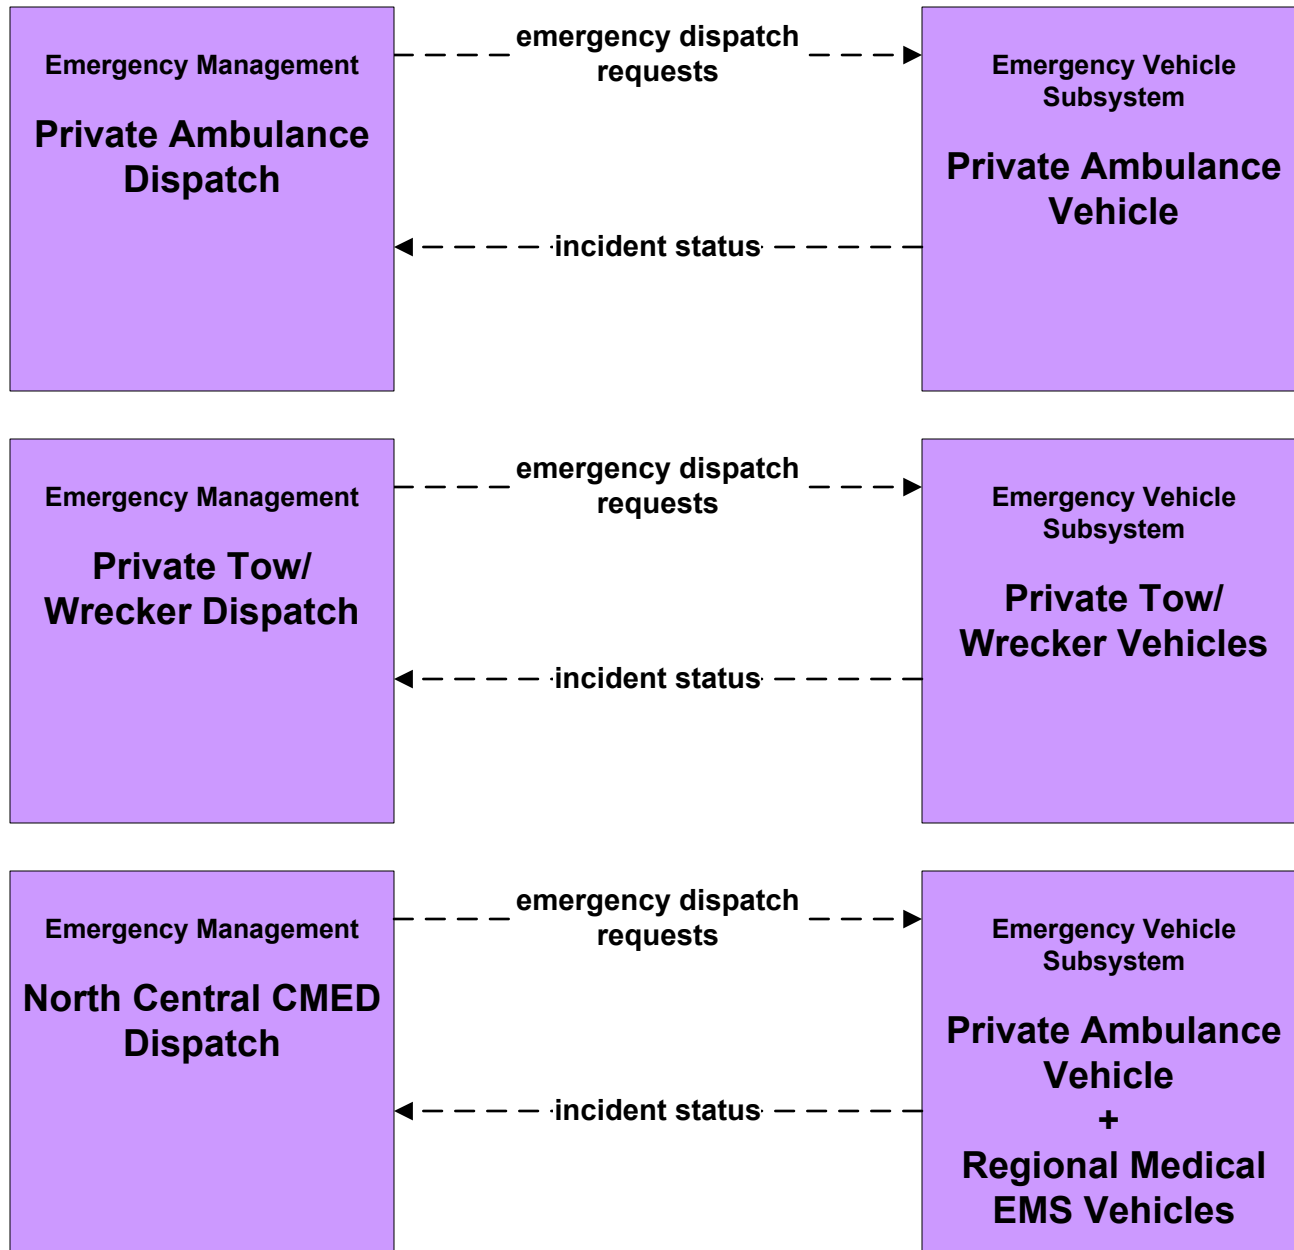 Emergency Management
Private Ambulance
Dispatch
emergency dispatch
requests
incident status
Emergency Vehicle
Subsystem
Private Ambulance
Vehicle
Emergency Management
Private Tow/
Wrecker Dispatch
emergency dispatch
requests
incident status
Emergency Vehicle
Subsystem
Private Tow/
Wrecker Vehicles
Emergency Management
North Central CMED
Dispatch
emergency dispatch
requests
incident status
Emergency Vehicle
Subsystem
Private Ambulance
Vehicle
+
Regional Medical
EMS Vehicles